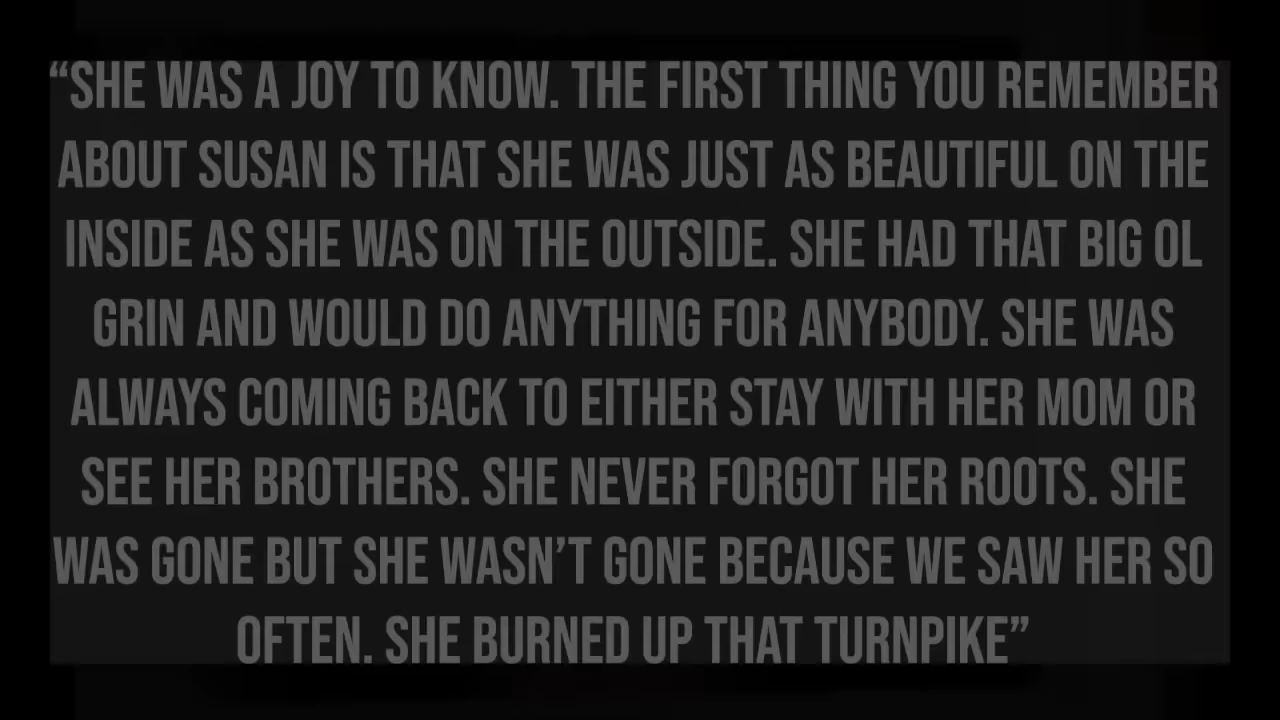 “SHE WAS A JOY TO KNOW. THE FIRST THING YOU REMEMBER
ABOUT SUSAN IS THAT SHE WAS JUST AS BEAUTIFUL ON THE
INSIDE AS SHE WAS ON THE OUTSIDE. SHE HAD THAT BIG OL
GRIN AND WOULD DO ANYTHING FOR ANYBODY. SHE WAS
ALWAYS COMING BACK TO EITHER STAY WITH HER MOM OR
SEE HER BROTHERS. SHE NEVER FORGOT HER ROOTS. SHE
WAS GONE BUT SHE WASN’T GONE BECAUSE WE SAW HER SO
OFTEN. SHE BURNED UP THAT TURNPIKE”